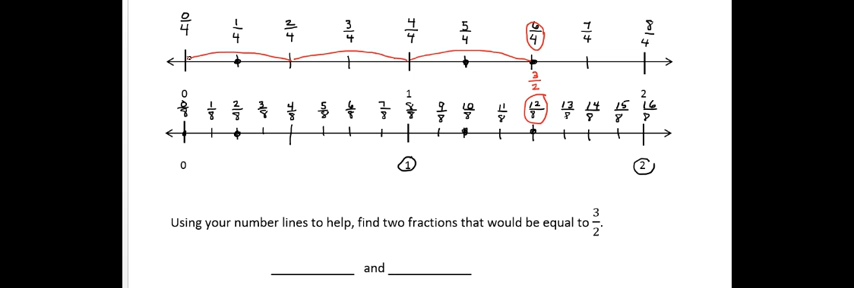 0/4 1/4 2/4 3/4 4/4 5/4 6/4 7/4 8/4
3/2
0 1 2
0/8 1/8 2/8 3/8 4/8 5/8 6/8 7/8 8/8 9/8 10/8 11/8 12/8 13/8 14/8 15/8 16/8
0 1 2
Using your number lines to help, find two fractions that would be equal to 3/2.
__________ and __________